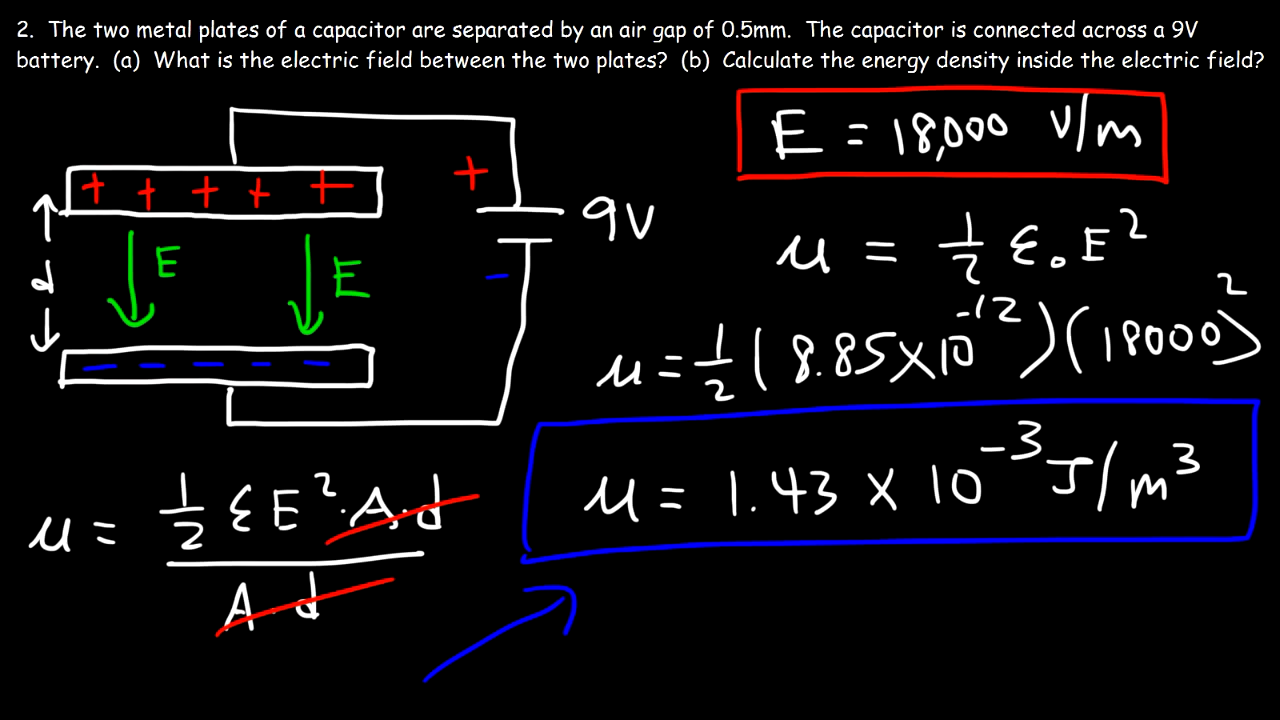 2. The two metal plates of a capacitor are separated by an air gap of 0.5mm. The capacitor is connected across a 9V
battery. (a) What is the electric field between the two plates? (b) Calculate the energy density inside the electric field?
E = 18,000 V/m
+ + + + +
+
9V
-
E
E
d
- - - - -
u = ½ ε₀E²
u = ½ (8.85×10⁻¹²)(18000)²
u = 1.43 × 10⁻³ J/m³
u = ½ εE²·A·d
A·d